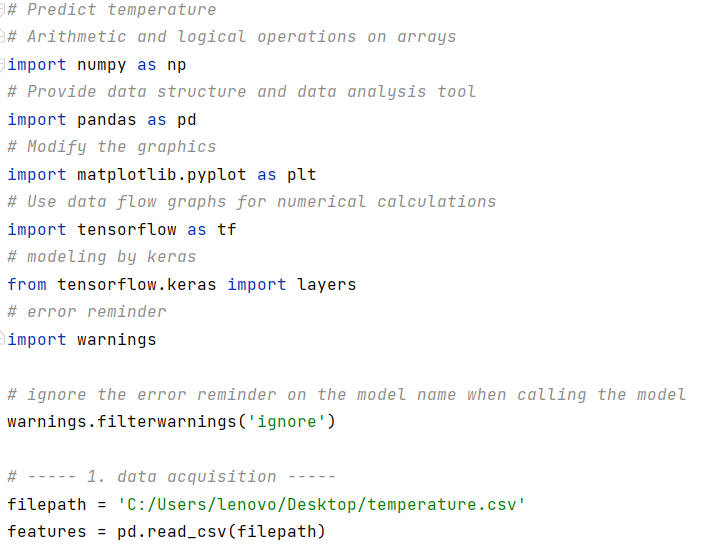 # Predict temperature
# Arithmetic and logical operations on arrays
import numpy as np
# Provide data structure and data analysis tool
import pandas as pd
# Modify the graphics
import matplotlib.pyplot as plt
# Use data flow graphs for numerical calculations
import tensorflow as tf
# modeling by keras
from tensorflow.keras import layers
# error reminder
import warnings
# ignore the error reminder on the model name when calling the model
warnings.filterwarnings('ignore')
# ----- 1. data acquisition -----
filepath = 'C:/Users/lenovo/Desktop/temperature.csv'
features = pd.read_csv(filepath)